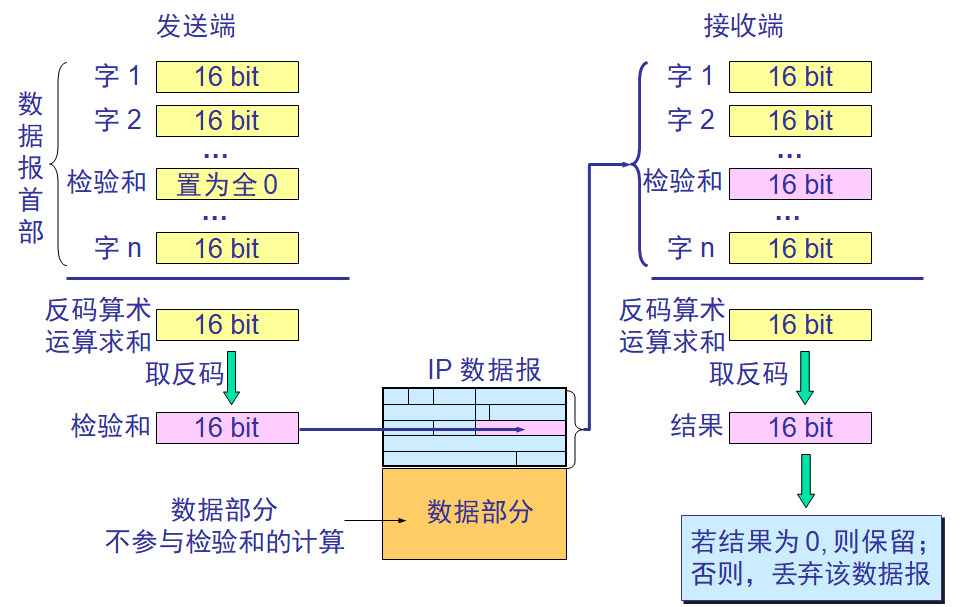 发送端
数据报首部
字 1
16 bit
字 2
16 bit
...
检验和
置为全 0
...
字 n
16 bit
反码算术
运算求和
16 bit
取反码
检验和
16 bit
IP 数据报
数据部分
数据部分
不参与检验和的计算
接收端
字 1
16 bit
字 2
16 bit
...
检验和
16 bit
...
字 n
16 bit
反码算术
运算求和
16 bit
取反码
结果
16 bit
若结果为 0, 则保留；
否则，丢弃该数据报